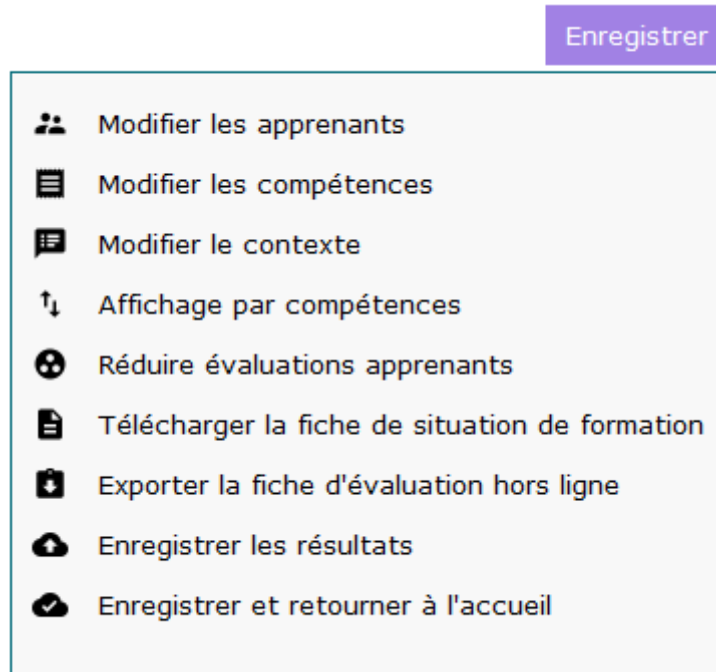 Enregistrer
Modifier les apprenants
Modifier les compétences
Modifier le contexte
Affichage par compétences
Réduire évaluations apprenants
Télécharger la fiche de situation de formation
Exporter la fiche d'évaluation hors ligne
Enregistrer les résultats
Enregistrer et retourner à l'accueil